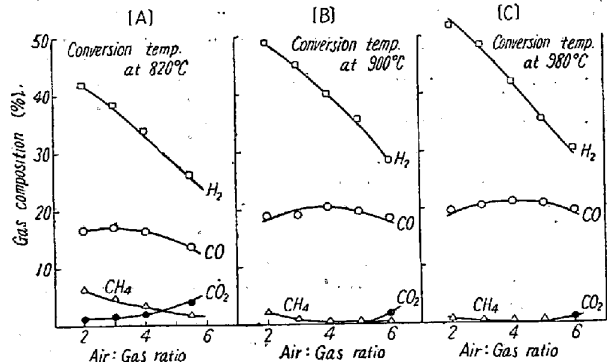 [A] [B] [C]
50
40
30
20
10
Gas composition (%).
Conversion temp.
at 820°C
H2
CO
CH4
CO2
2 4 6
Air: Gas ratio
Conversion temp.
at 900°C
H2
CO
CH4
CO2
2 4 6
Air: Gas ratio
Conversion temp.
at 980°C
H2
CO
CH4
CO2
2 4 6
Air: Gas ratio